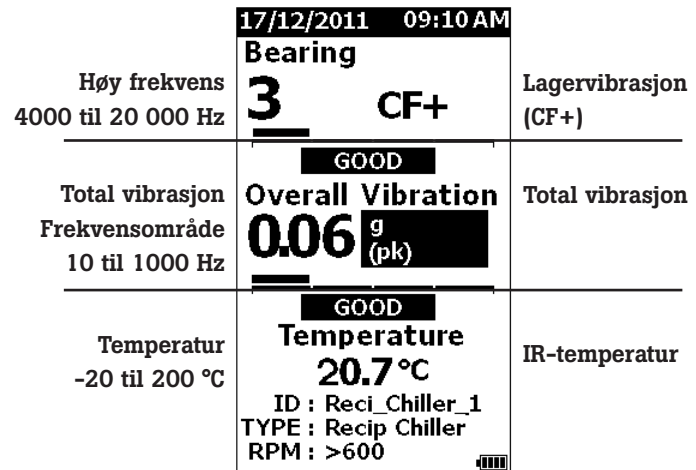 17/12/2011 09:10 AM
Bearing
3 CF+
Høy frekvens
4000 til 20 000 Hz
Lagervibrasjon
(CF+)
GOOD
Overall Vibration
0.06 g
(pk)
Total vibrasjon
Frekvensområde
10 til 1000 Hz
Total vibrasjon
GOOD
Temperature
20.7 °C
Temperatur
-20 til 200 °C
IR-temperatur
ID : Reci_Chiller_1
TYPE : Recip Chiller
RPM : >600